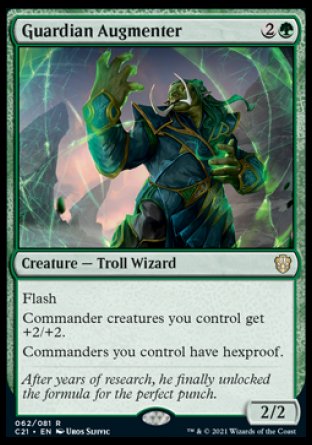 Guardian Augmenter 2
Creature — Troll Wizard
Flash
Commander creatures you control get
+2/+2.
Commanders you control have hexproof.
After years of research, he finally unlocked
the formula for the perfect punch.
2/2
062/081 R
C21 • EN Uros Sljivic
™ & © 2021 Wizards of the Coast